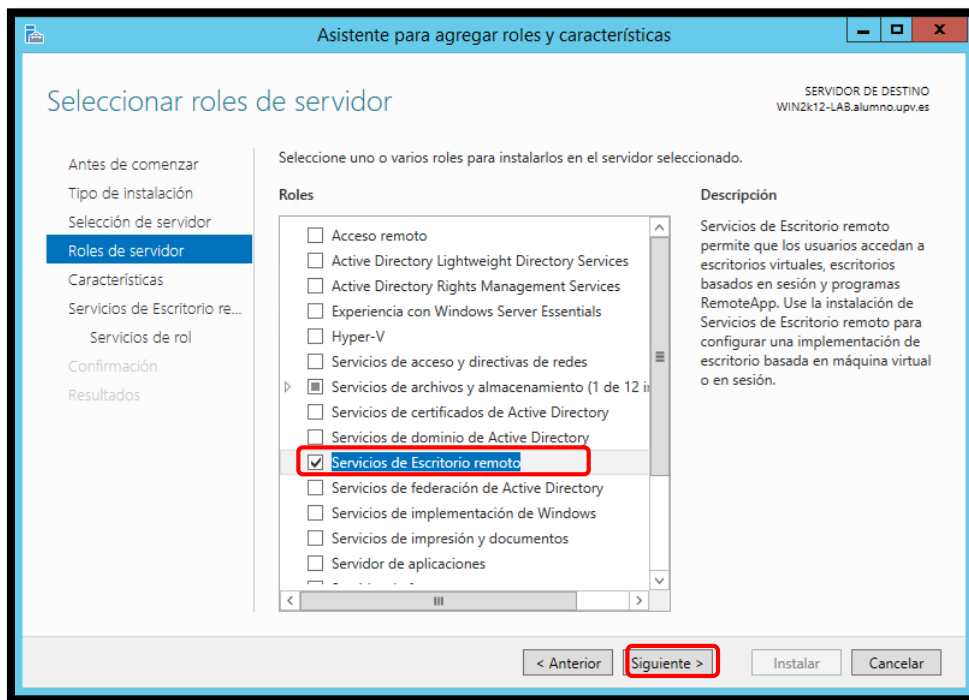 Asistente para agregar roles y características
Seleccionar roles de servidor
SERVIDOR DE DESTINO
WIN2k12-LAB.alumno.upv.es
Antes de comenzar
Tipo de instalación
Selección de servidor
Roles de servidor
Características
Servicios de Escritorio re...
Servicios de rol
Confirmación
Resultados
Seleccione uno o varios roles para instalarlos en el servidor seleccionado.
Roles
Acceso remoto
Active Directory Lightweight Directory Services
Active Directory Rights Management Services
Experiencia con Windows Server Essentials
Hyper-V
Servicios de acceso y directivas de redes
Servicios de archivos y almacenamiento (1 de 12 i
Servicios de certificados de Active Directory
Servicios de dominio de Active Directory
Servicios de Escritorio remoto
Servicios de federación de Active Directory
Servicios de implementación de Windows
Servicios de impresión y documentos
Servidor de aplicaciones
Descripción
Servicios de Escritorio remoto
permite que los usuarios accedan a
escritorios virtuales, escritorios
basados en sesión y programas
RemoteApp. Use la instalación de
Servicios de Escritorio remoto para
configurar una implementación de
escritorio basada en máquina virtual
o en sesión.
< Anterior
Siguiente >
Instalar
Cancelar